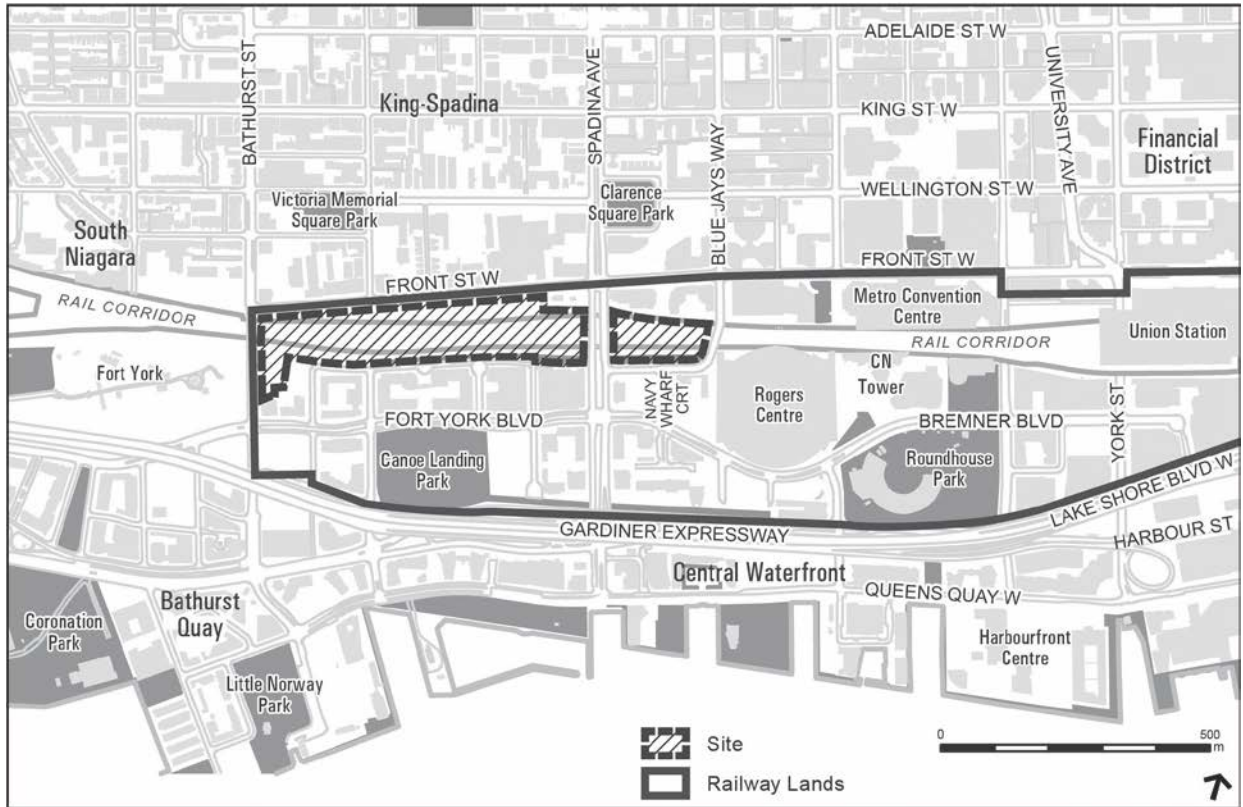 ADELAIDE ST W
BATHURST ST
SPADINA AVE
BLUE JAYS WAY
UNIVERSITY AVE
King-Spadina
KING ST W
Financial
District
Victoria Memorial
Square Park
Clarence
Square Park
WELLINGTON ST W
South
Niagara
FRONT ST W
FRONT ST W
RAIL CORRIDOR
Metro Convention
Centre
Union Station
RAIL CORRIDOR
Fort York
CN
Tower
NAVY
WHARF
CRT
Rogers
Centre
FORT YORK BLVD
BREMNER BLVD
YORK ST
Canoe Landing
Park
Roundhouse
Park
LAKE SHORE BLVD W
GARDINER EXPRESSWAY
HARBOUR ST
Central Waterfront
QUEENS QUAY W
Bathurst
Quay
Coronation
Park
Harbourfront
Centre
Little Norway
Park
Site
Railway Lands
0
500
m